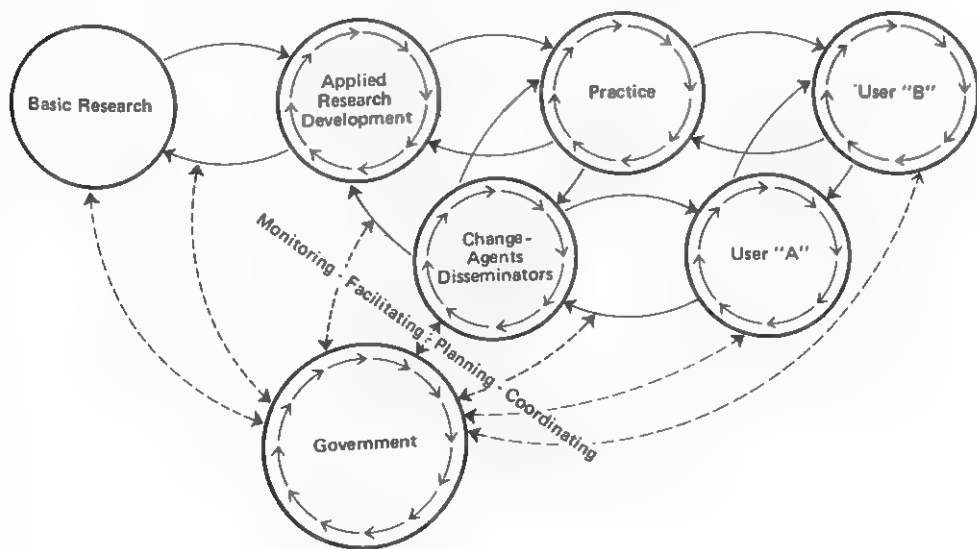 Basic Research
Applied
Research
Development
Practice
User "B"
Change-
Agents
Disseminators
User "A"
Monitoring - Facilitating - Planning - Coordinating
Government